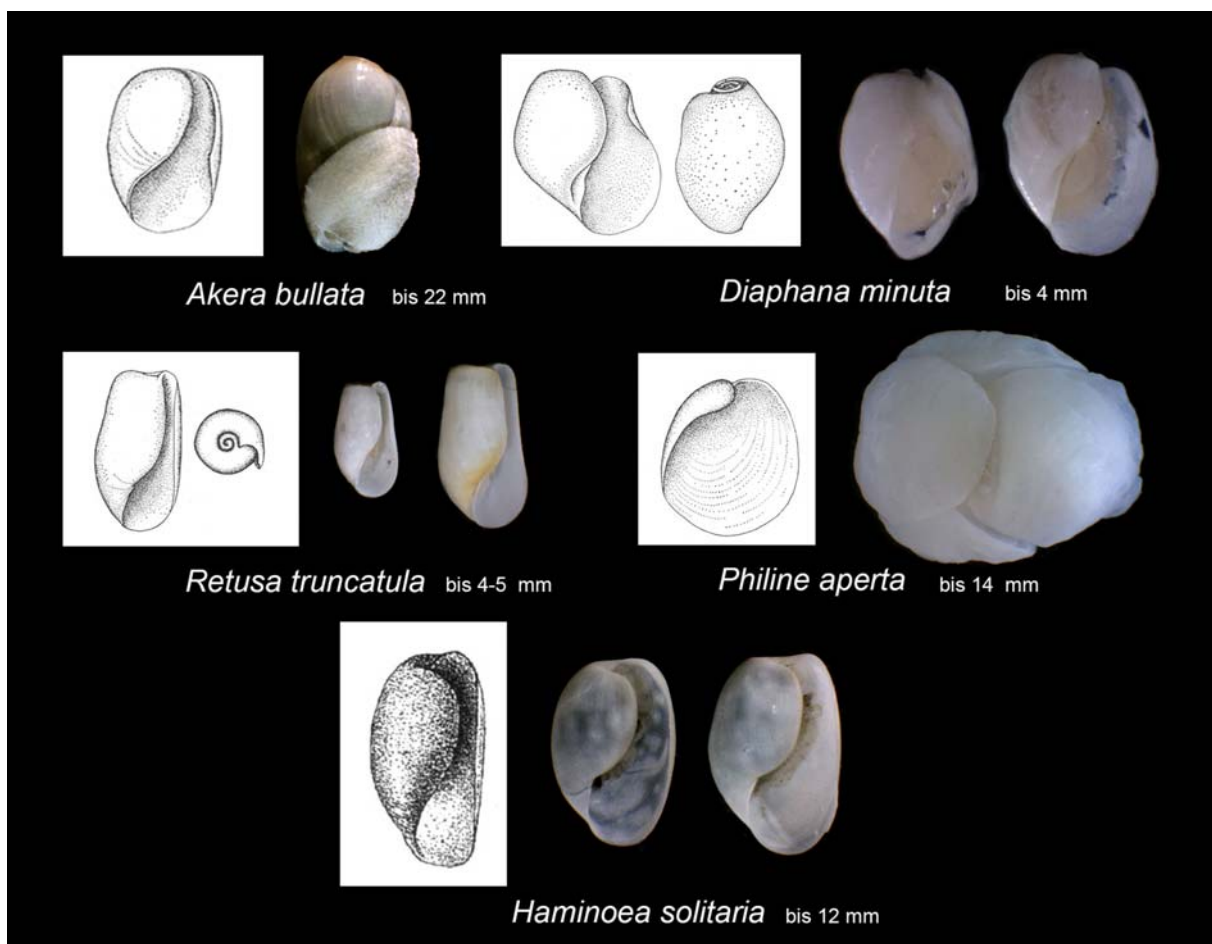 Akera bullata bis 22 mm
Diaphana minuta bis 4 mm
Retusa truncatula bis 4-5 mm
Philine aperta bis 14 mm
Haminoea solitaria bis 12 mm